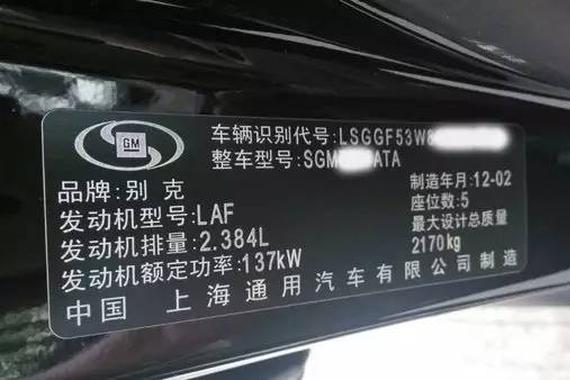 GM
车辆识别代号:LSGGF53W8
整车型号:SGM ATA
品牌:别克
制造年月:12-02
发动机型号:LAF
座位数:5
发动机排量:2.384L
最大设计总质量
2170kg
发动机额定功率:137kW
中国 上海通用汽车有限公司制造